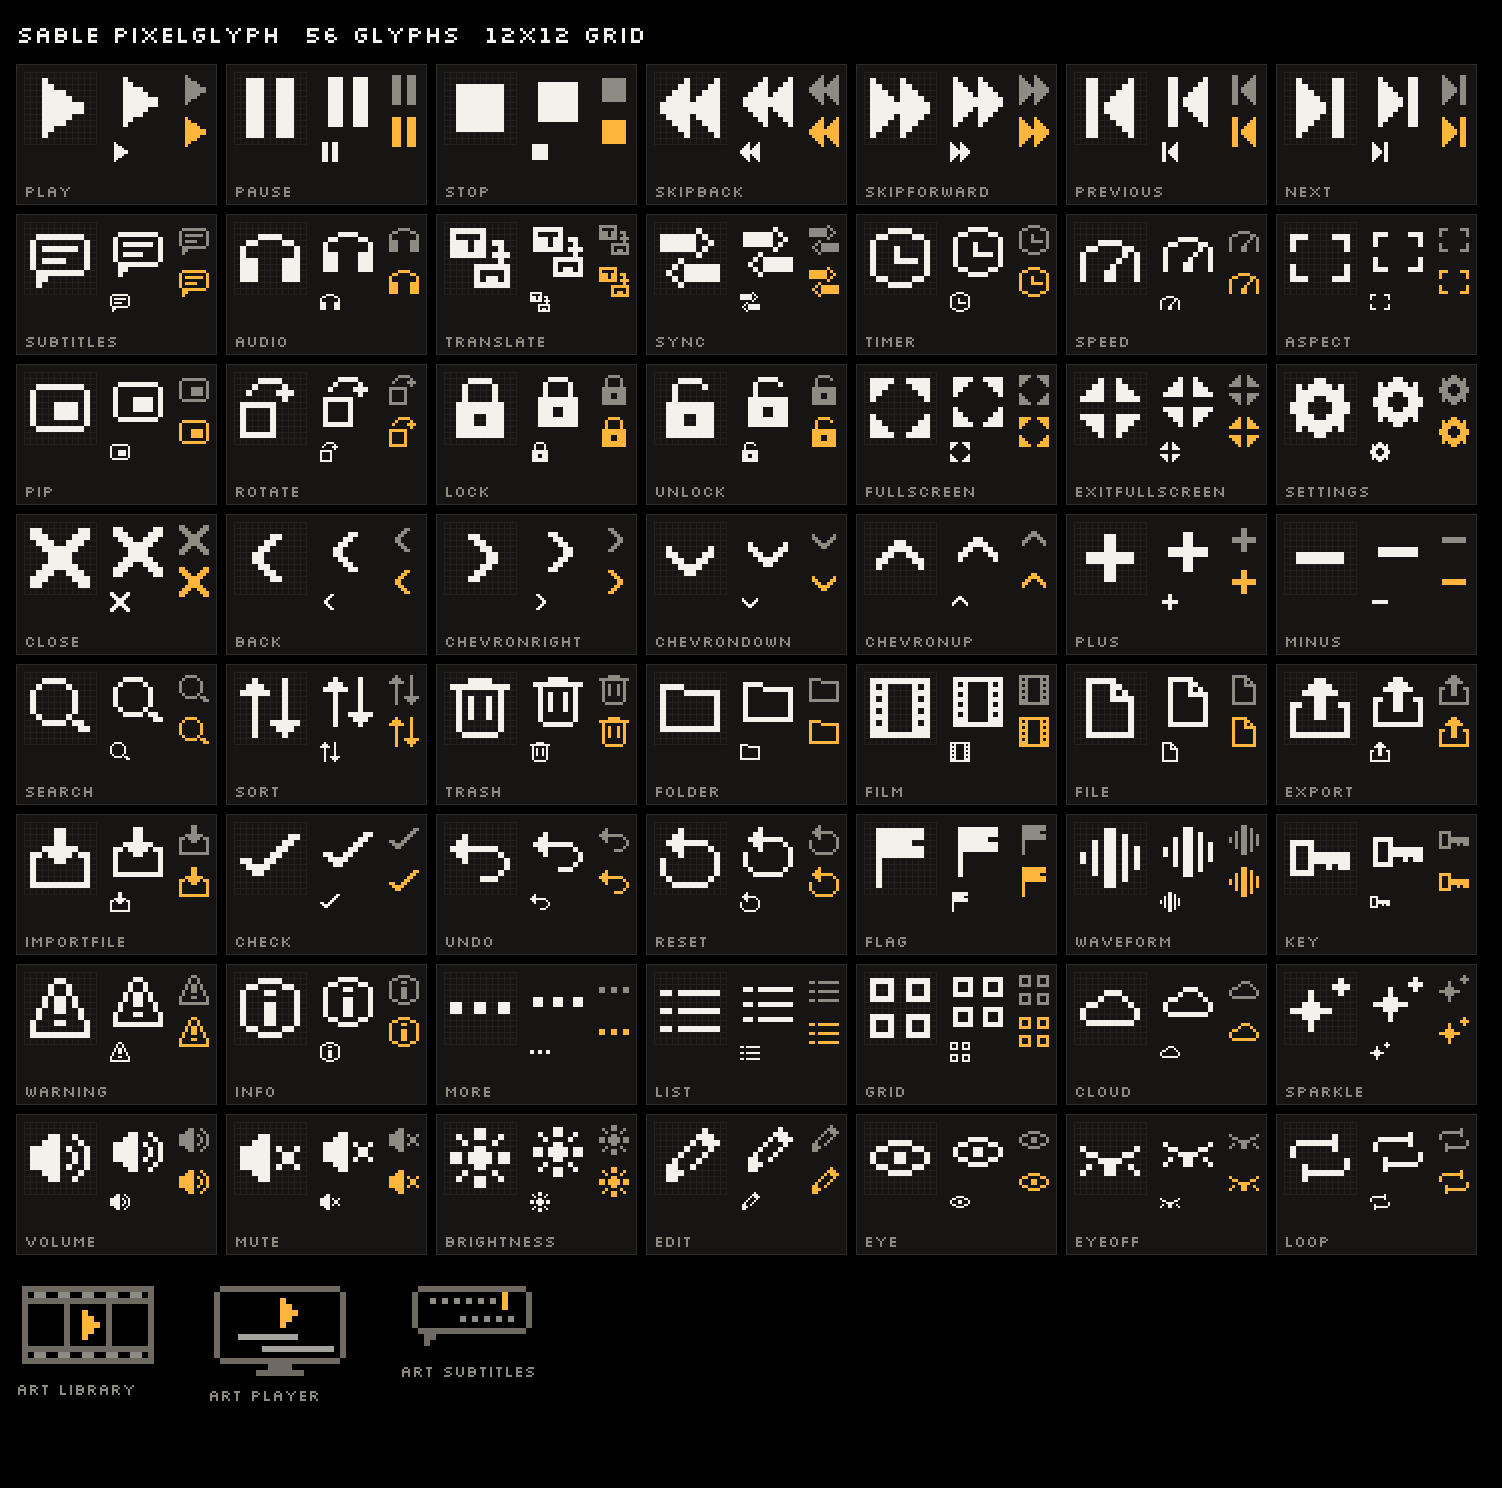 SABLE PIXELGLYPH 56 GLYPHS 12X12 GRID
PLAY PAUSE STOP SKIPBACK SKIPFORWARD PREVIOUS NEXT
SUBTITLES AUDIO TRANSLATE SYNC TIMER SPEED ASPECT
PIP ROTATE LOCK UNLOCK FULLSCREEN EXITFULLSCREEN SETTINGS
CLOSE BACK CHEVRONRIGHT CHEVRONDOWN CHEVRONUP PLUS MINUS
SEARCH SORT TRASH FOLDER FILM FILE EXPORT
IMPORTFILE CHECK UNDO RESET FLAG WAVEFORM KEY
WARNING INFO MORE LIST GRID CLOUD SPARKLE
VOLUME MUTE BRIGHTNESS EDIT EYE EYEOFF LOOP
ART LIBRARY ART PLAYER ART SUBTITLES